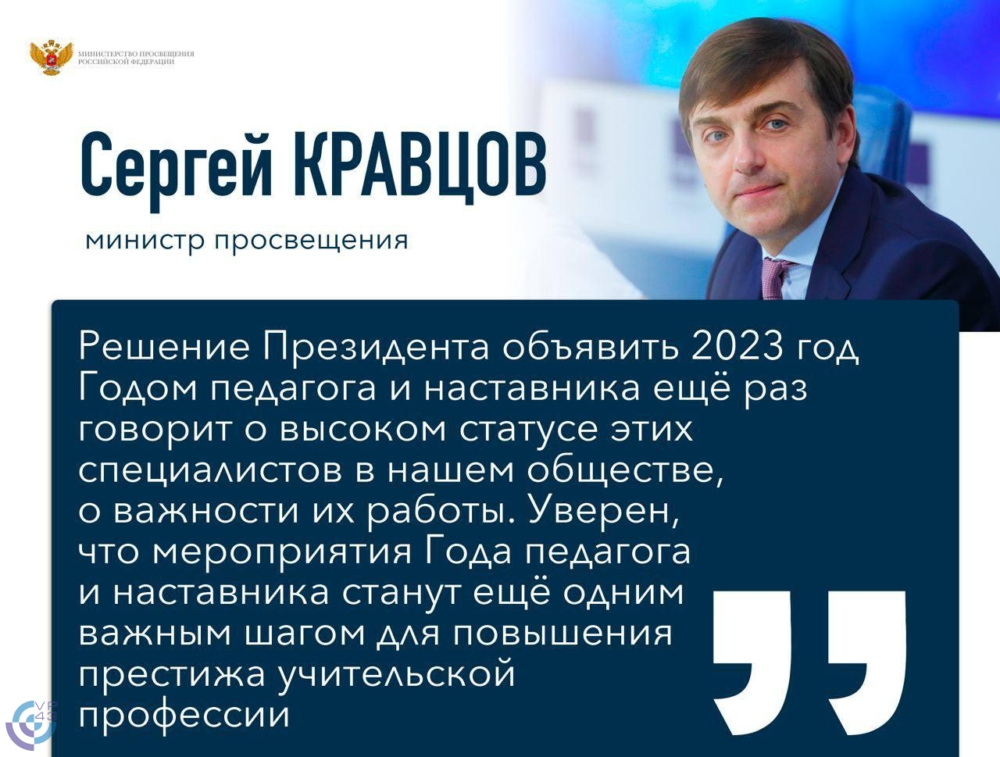 МИНИСТЕРСТВО ПРОСВЕЩЕНИЯ
РОССИЙСКОЙ ФЕДЕРАЦИИ
Сергей КРАВЦОВ
министр просвещения
Решение Президента объявить 2023 год
Годом педагога и наставника ещё раз
говорит о высоком статусе этих
специалистов в нашем обществе,
о важности их работы. Уверен,
что мероприятия Года педагога
и наставника станут ещё одним
важным шагом для повышения
престижа учительской
профессии
”
VP
43